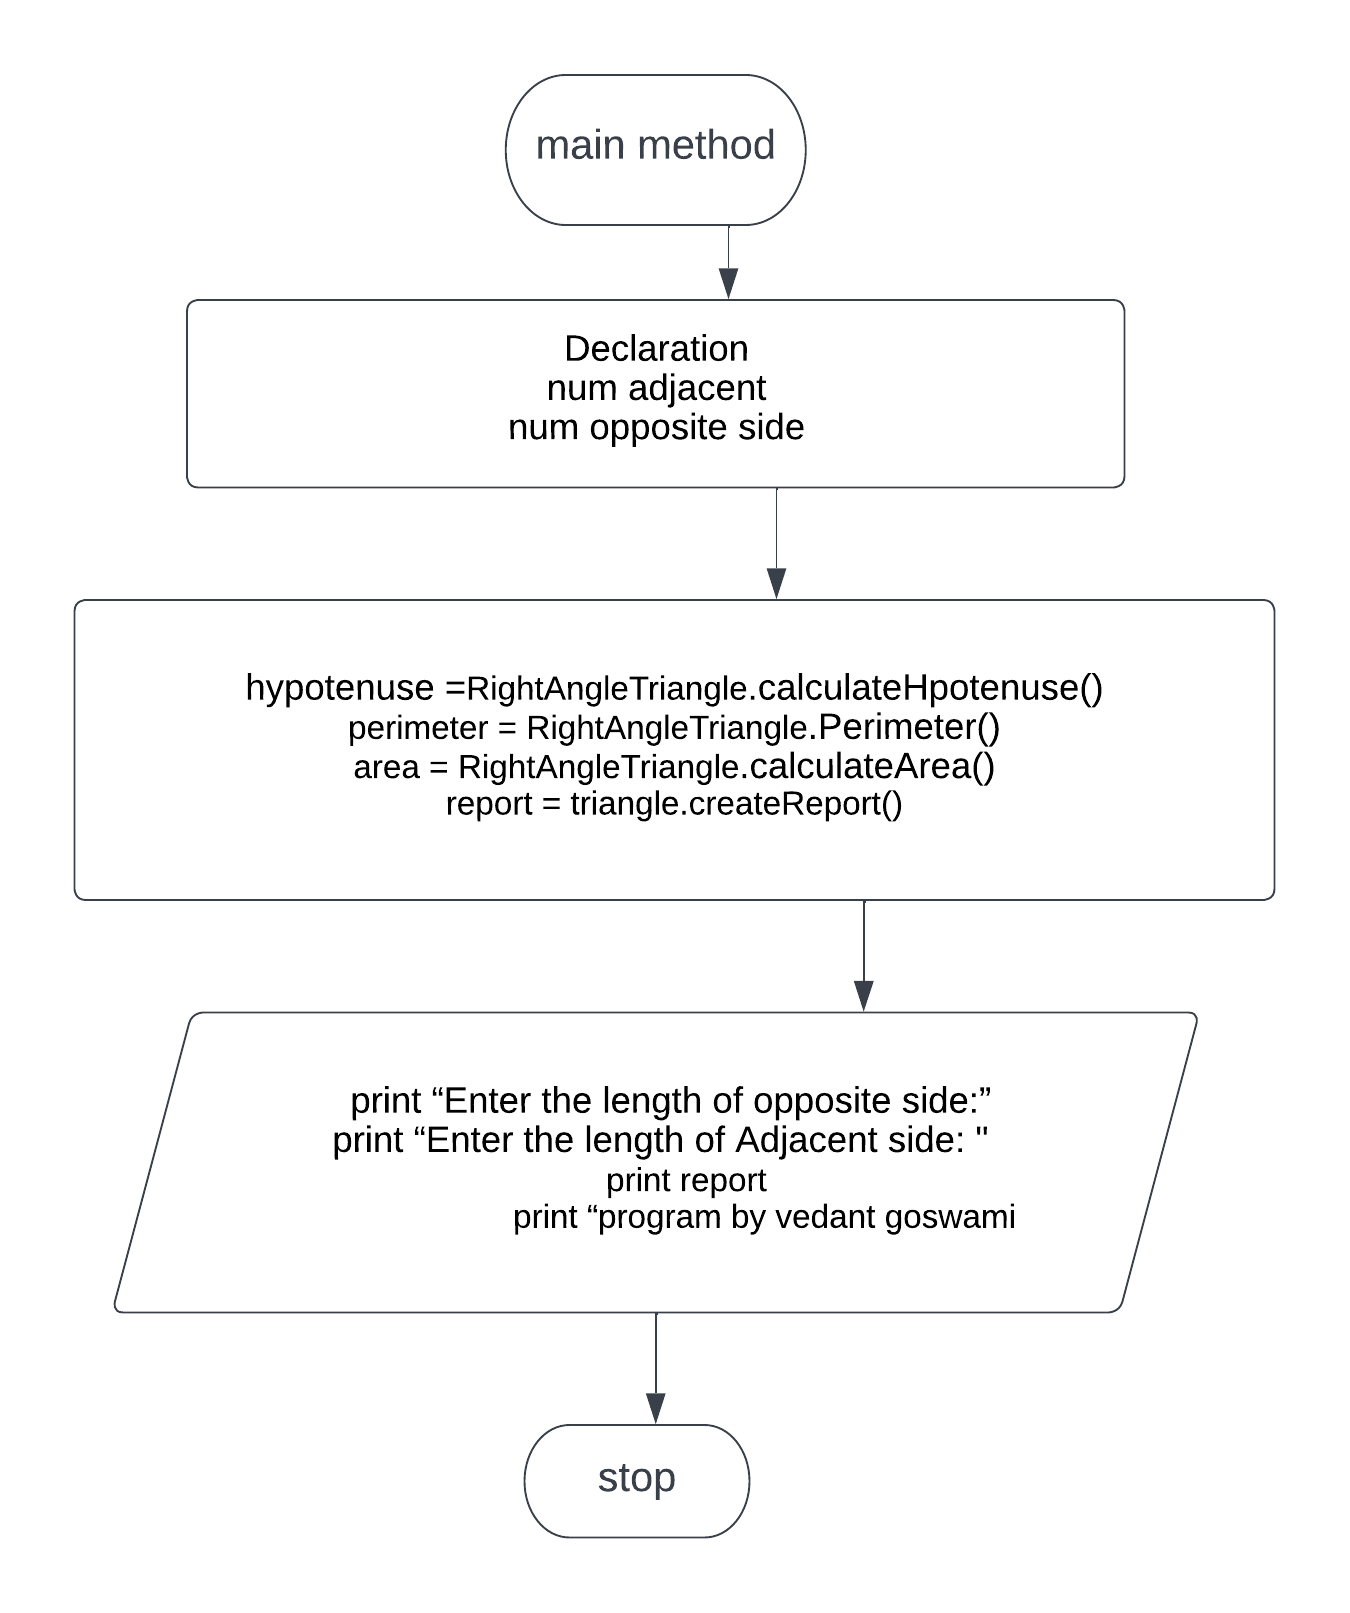 main method
Declaration
num adjacent
num opposite side
hypotenuse =RightAngleTriangle.calculateHpotenuse()
perimeter = RightAngleTriangle.Perimeter()
area = RightAngleTriangle.calculateArea()
report = triangle.createReport()
print “Enter the length of opposite side:”
print “Enter the length of Adjacent side: "
print report
print “program by vedant goswami
stop